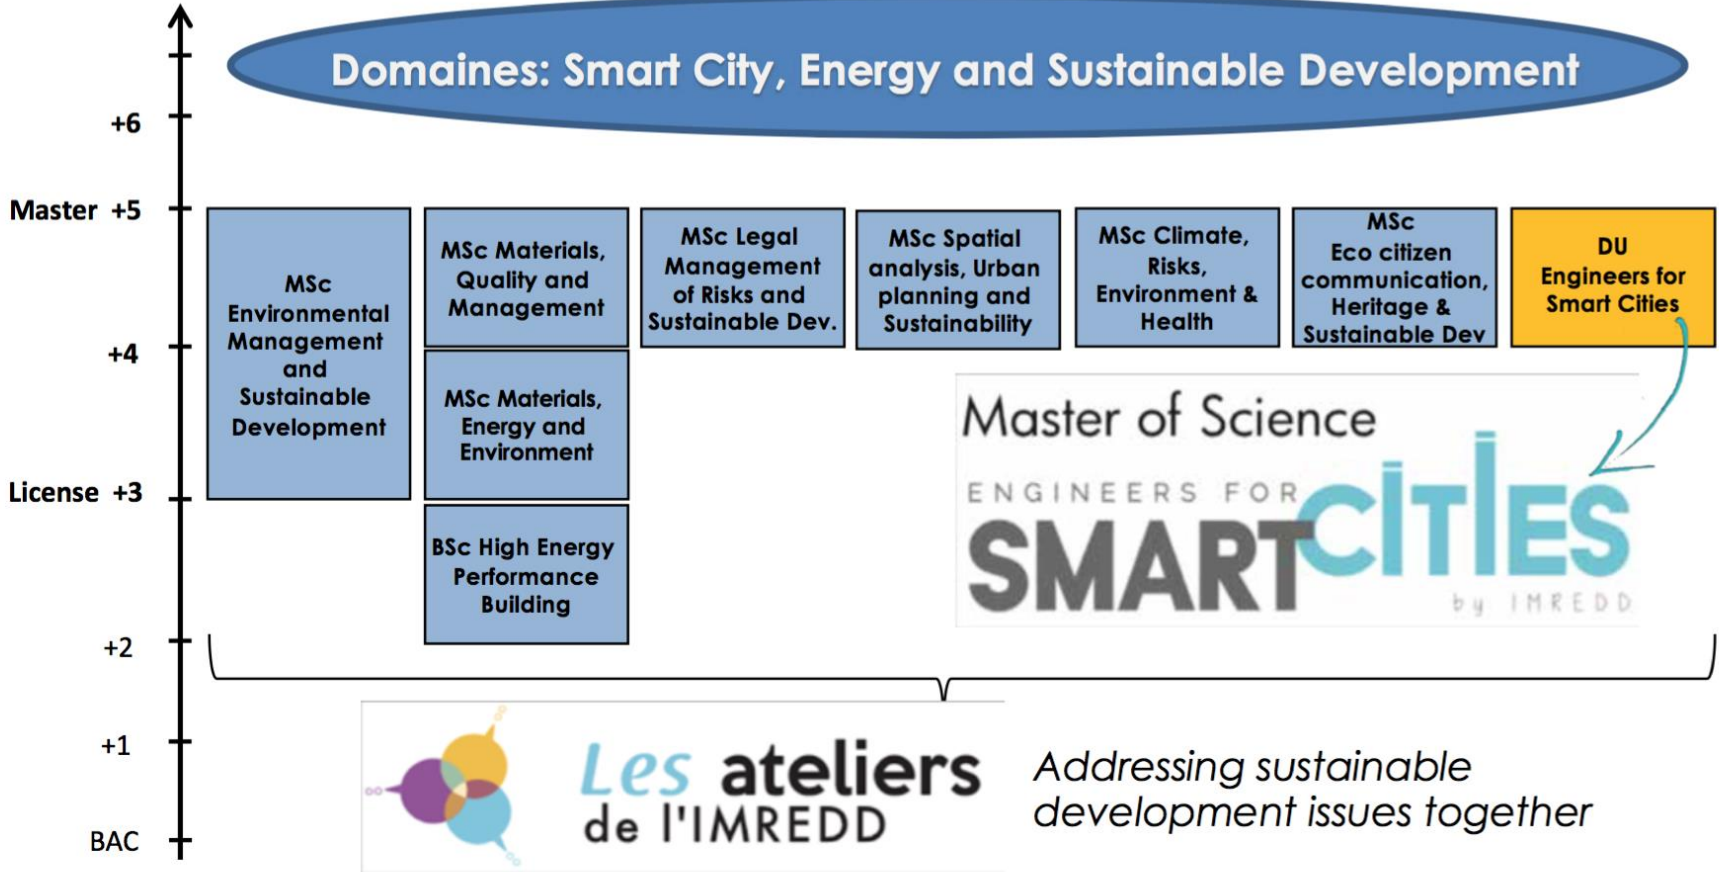 Domaines: Smart City, Energy and Sustainable Development
+6
Master +5
+4
License +3
+2
+1
BAC
MSc
Environmental
Management
and
Sustainable
Development
MSc Materials,
Quality and
Management
MSc Materials,
Energy and
Environment
BSc High Energy
Performance
Building
MSc Legal
Management
of Risks and
Sustainable Dev.
MSc Spatial
analysis, Urban
planning and
Sustainability
MSc Climate,
Risks,
Environment &
Health
MSc
Eco citizen
communication,
Heritage &
Sustainable Dev
DU
Engineers for
Smart Cities
Master of Science
ENGINEERS FOR
SMART CITIES
by IMREDD
Les ateliers
de l'IMREDD
Addressing sustainable
development issues together